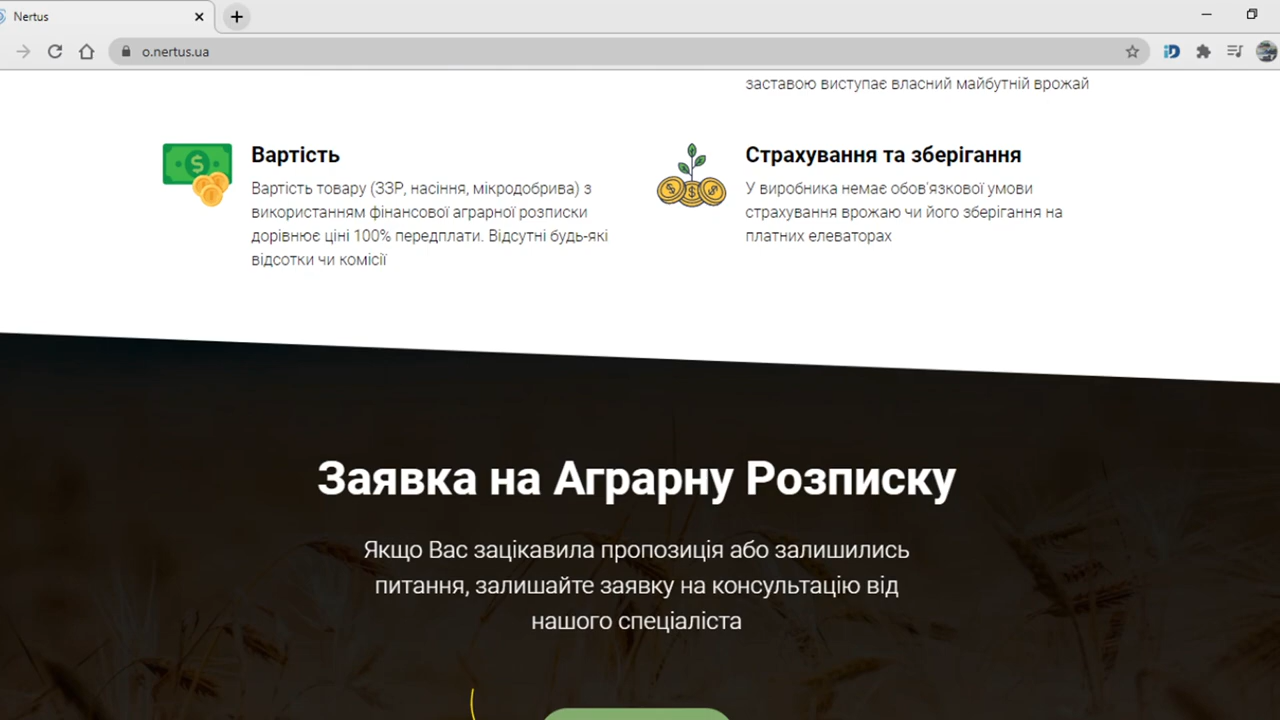 Nertus
o.nertus.ua
заставою виступає власний майбутній врожай
Вартість
Вартість товару (ЗЗР, насіння, мікродобрива) з
використанням фінансової аграрної розписки
дорівнює ціні 100% передплати. Відсутні будь-які
відсотки чи комісії
Страхування та зберігання
У виробника немає обов'язкової умови
страхування врожаю чи його зберігання на
платних елеваторах
Заявка на Аграрну Розписку
Якщо Вас зацікавила пропозиція або залишились
питання, залишайте заявку на консультацію від
нашого спеціаліста